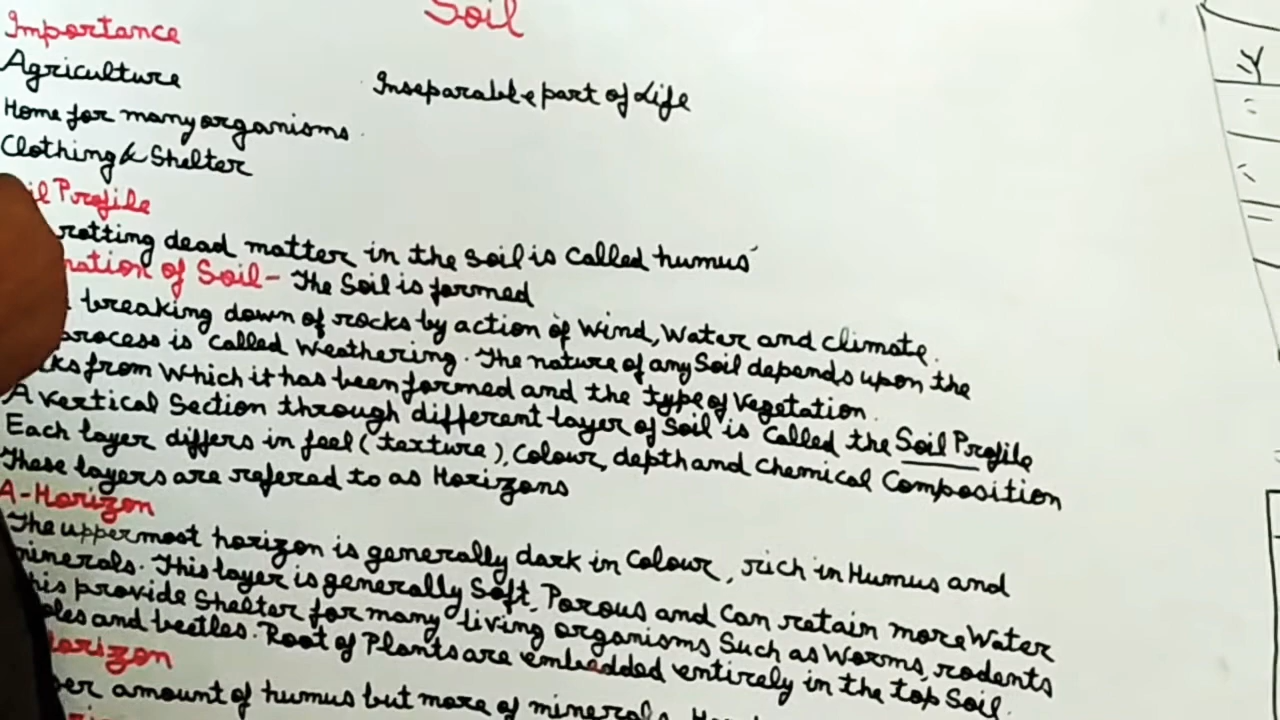 Soil
Importance
Agriculture
Inseparable part of Life
Home for many organisms
Clothing & Shelter
il Profile
rotting dead matter in the soil is called humus
mation of Soil- The Soil is formed
breaking down of rocks by action of wind, Water and climate.
process is called Weathering. The nature of any Soil depends upon the
cks from which it has been formed and the type of Vegetation.
A vertical Section through different layer of Soil is called the Soil Profile
Each layer differs in feel (texture), Colour, depth and Chemical Composition
These layers are refered to as Horizons
A-Horizon
The uppermost horizon is generally dark in Colour, rich in Humus and
minerals. This layer is generally Soft, Porous and can retain more Water
his provide Shelter for many living organisms Such as Worms, rodents
oles and beetles. Root of Plants are embedded entirely in the top Soil.
Horizon
er amount of humus but more of minerals.